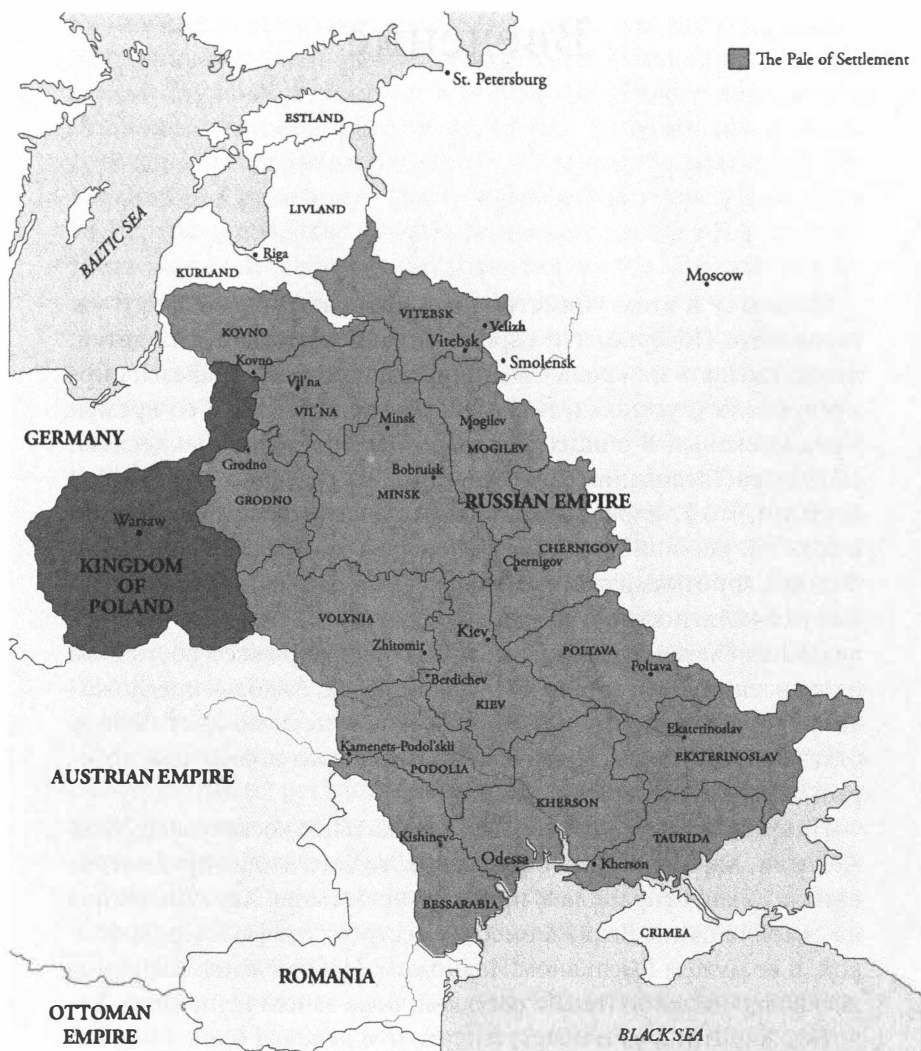 The Pale of Settlement
St. Petersburg
ESTLAND
LIVLAND
BALTIC SEA
Riga
KURLAND
Moscow
VITEBSK
Velizh
Vitebsk
Smolensk
KOVNO
Kovno
Vil'na
VIL'NA
Minsk
Mogilev
MOGILEV
GERMANY
Grodno
Bobruisk
GRODNO
MINSK
RUSSIAN EMPIRE
Warsaw
CHERNIGOV
Chernigov
KINGDOM
OF
POLAND
VOLYNIA
Kiev
Zhitomir
POLTAVA
Poltava
Berdichev
KIEV
Ekaterinoslav
Kamenets-Podol'skii
EKATERINOSLAV
PODOLIA
AUSTRIAN EMPIRE
KHERSON
Kishinev
TAURIDA
Odessa
Kherson
BESSARABIA
CRIMEA
ROMANIA
OTTOMAN
EMPIRE
BLACK SEA